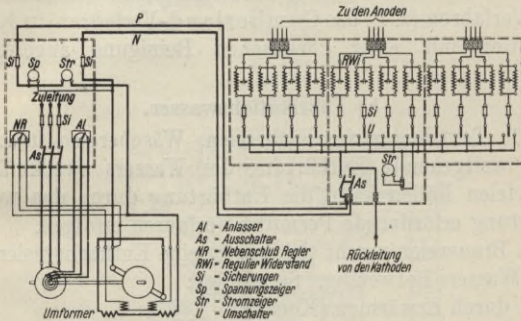 P
N
Zu den Anoden
Si Sp Str Si
RWi
Zuleitung
NR Si Al
As
Si
U
Str
As
Rückleitung
von den Kathoden
Umformer
Al = Anlasser
As = Ausschalter
NR = Nebenschluß Regler
RWi = Regulier Widerstand
Si = Sicherungen
Sp = Spannungszeiger
Str = Stromzeiger
U = Umschalter